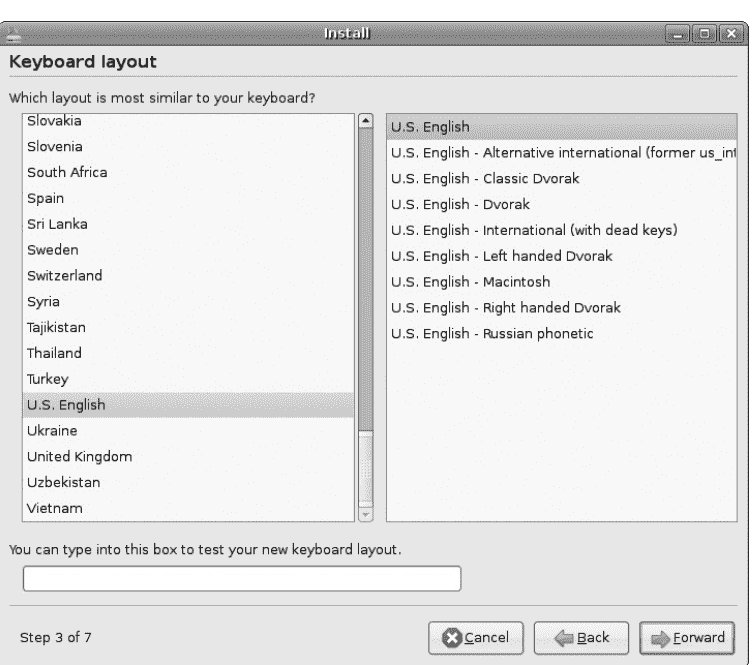 Install
Keyboard layout
Which layout is most similar to your keyboard?
Slovakia
Slovenia
South Africa
Spain
Sri Lanka
Sweden
Switzerland
Syria
Tajikistan
Thailand
Turkey
U.S. English
Ukraine
United Kingdom
Uzbekistan
Vietnam
U.S. English
U.S. English - Alternative international (former us_int
U.S. English - Classic Dvorak
U.S. English - Dvorak
U.S. English - International (with dead keys)
U.S. English - Left handed Dvorak
U.S. English - Macintosh
U.S. English - Right handed Dvorak
U.S. English - Russian phonetic
You can type into this box to test your new keyboard layout.
Step 3 of 7
Cancel
Back
Forward